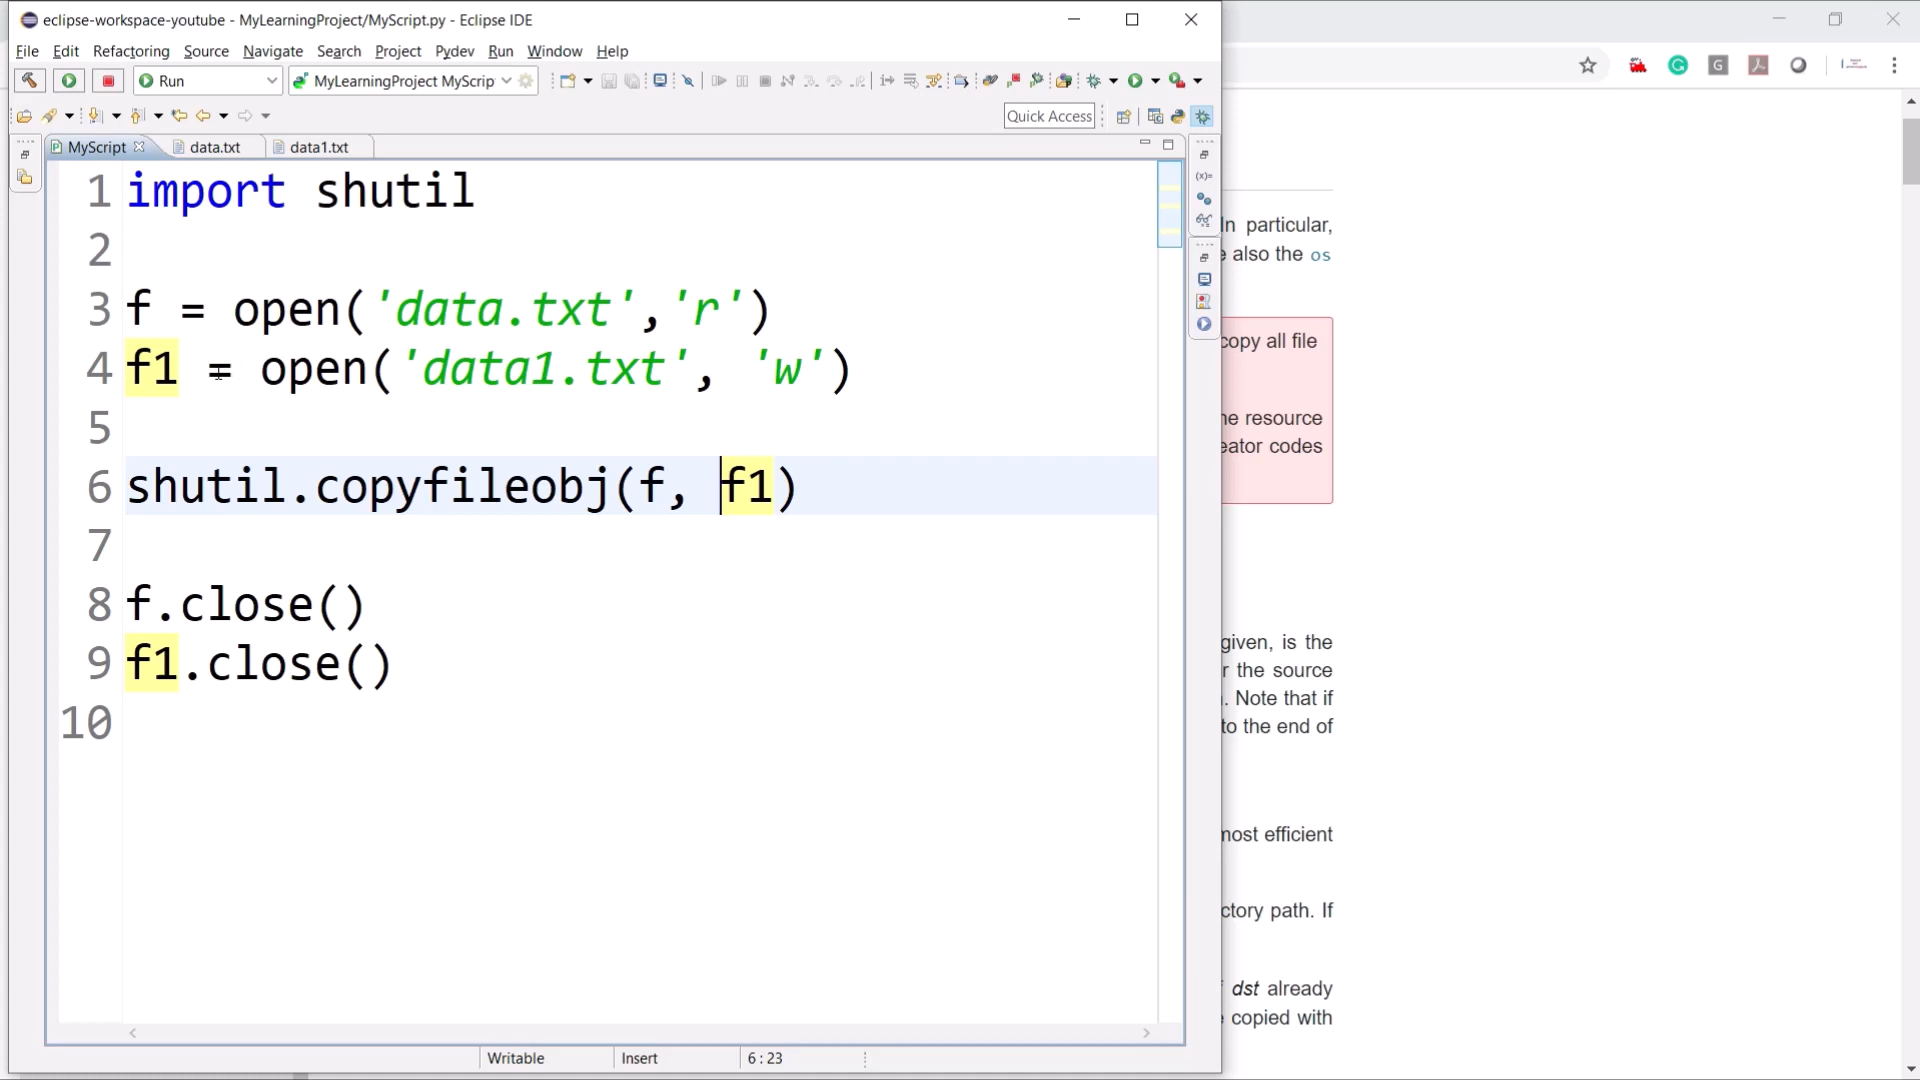 eclipse-workspace-youtube - MyLearningProject/MyScript.py - Eclipse IDE
File Edit Refactoring Source Navigate Search Project Pydev Run Window Help
Run
MyLearningProject MyScrip
Quick Access
MyScript
data.txt
data1.txt
1 import shutil
2
3 f = open('data.txt','r')
4 f1 = open('data1.txt', 'w')
5
6 shutil.copyfileobj(f, f1)
7
8 f.close()
9 f1.close()
10
Writable
Insert
6 : 23
In particular,
also the os
copy all file
resource
eator codes
given, is the
r the source
. Note that if
to the end of
most efficient
ctory path. If
dst already
copied with